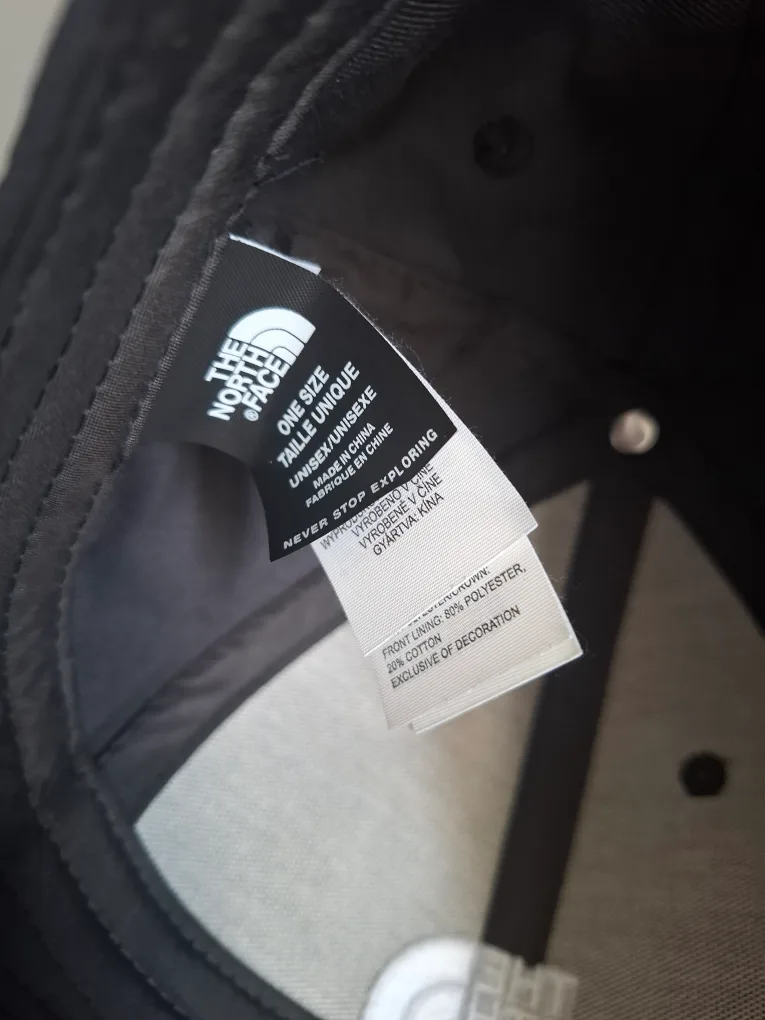 THE
NORTH
FACE®
ONE SIZE
TAILLE UNIQUE
UNISEX/UNISEXE
MADE IN CHINA
FABRIQUE EN CHINE
NEVER STOP EXPLORING
VYROBENO V ČÍNE
VYROBENÉ V ČÍNE
GYÁRTVA: KÍNA
FRONT LINING: 80% POLYESTER,
20% COTTON
EXCLUSIVE OF DECORATION